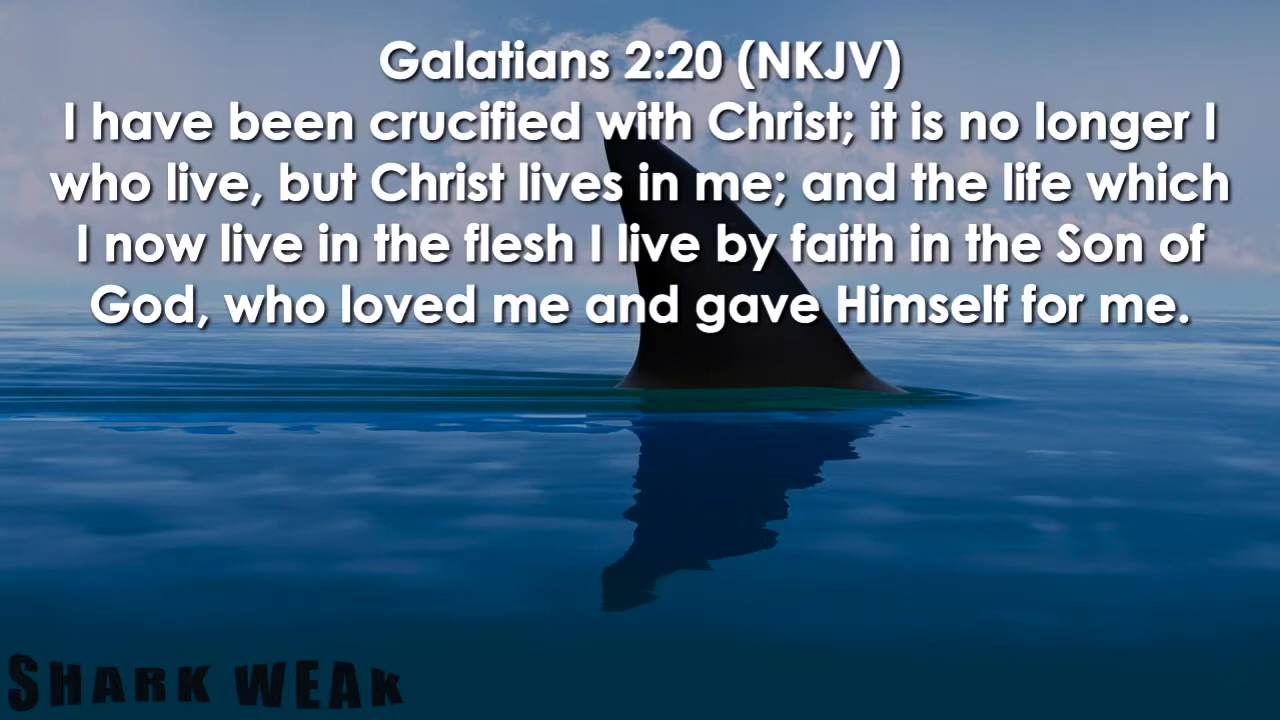 Galatians 2:20 (NKJV)
I have been crucified with Christ; it is no longer I
who live, but Christ lives in me; and the life which
I now live in the flesh I live by faith in the Son of
God, who loved me and gave Himself for me.
SHARK WEAK